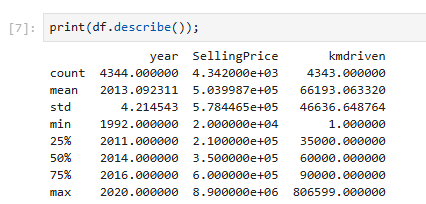 [7]: print(df.describe());
year SellingPrice kmdriven
count 4344.000000 4.342000e+03 4343.000000
mean 2013.092311 5.039987e+05 66193.063320
std 4.214543 5.784465e+05 46636.648764
min 1992.000000 2.000000e+04 1.000000
25% 2011.000000 2.100000e+05 35000.000000
50% 2014.000000 3.500000e+05 60000.000000
75% 2016.000000 6.000000e+05 90000.000000
max 2020.000000 8.900000e+06 806599.000000